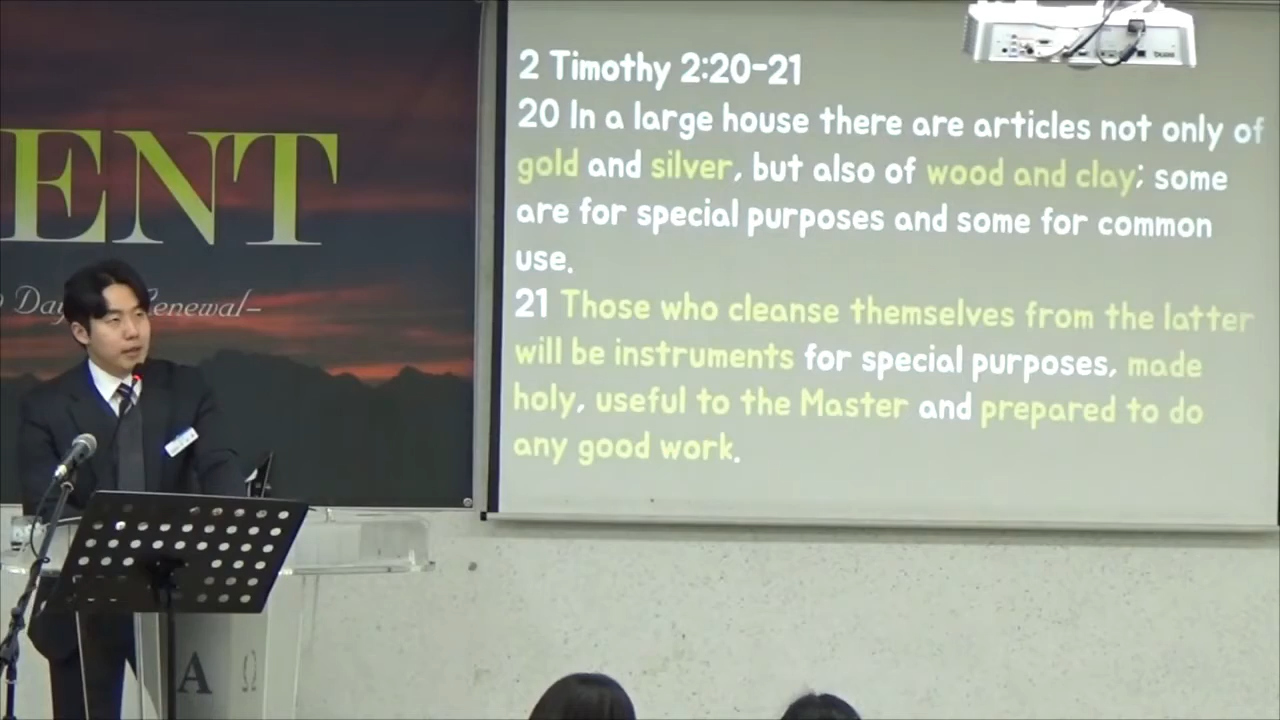 ENT
Day
enewal–
2 Timothy 2:20-21
20 In a large house there are articles not only of
gold and silver, but also of wood and clay; some
are for special purposes and some for common
use.
21 Those who cleanse themselves from the latter
will be instruments for special purposes, made
holy, useful to the Master and prepared to do
any good work.
A Ω